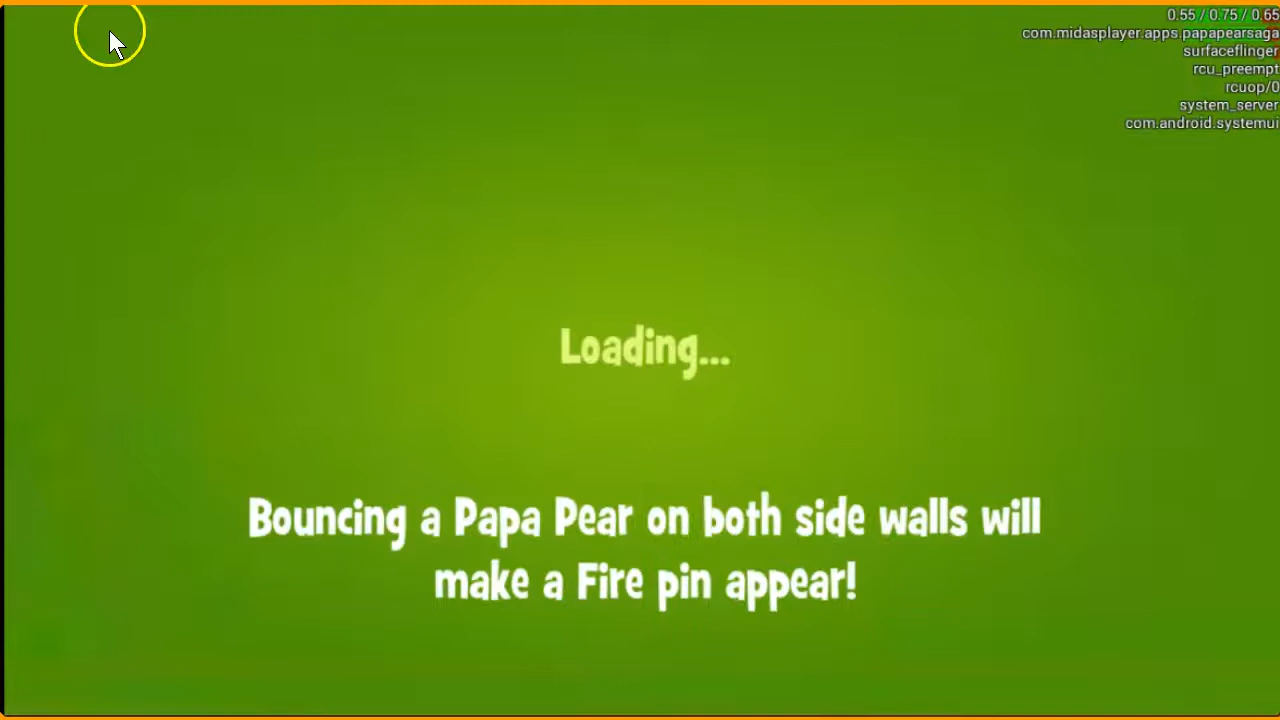 0.55 / 0.75 / 0.65
com.midasplayer.apps.papapearsaga
surfaceflinger
rcu_preempt
rcuop/0
system_server
com.android.systemui
Loading...
Bouncing a Papa Pear on both side walls will
make a Fire pin appear!